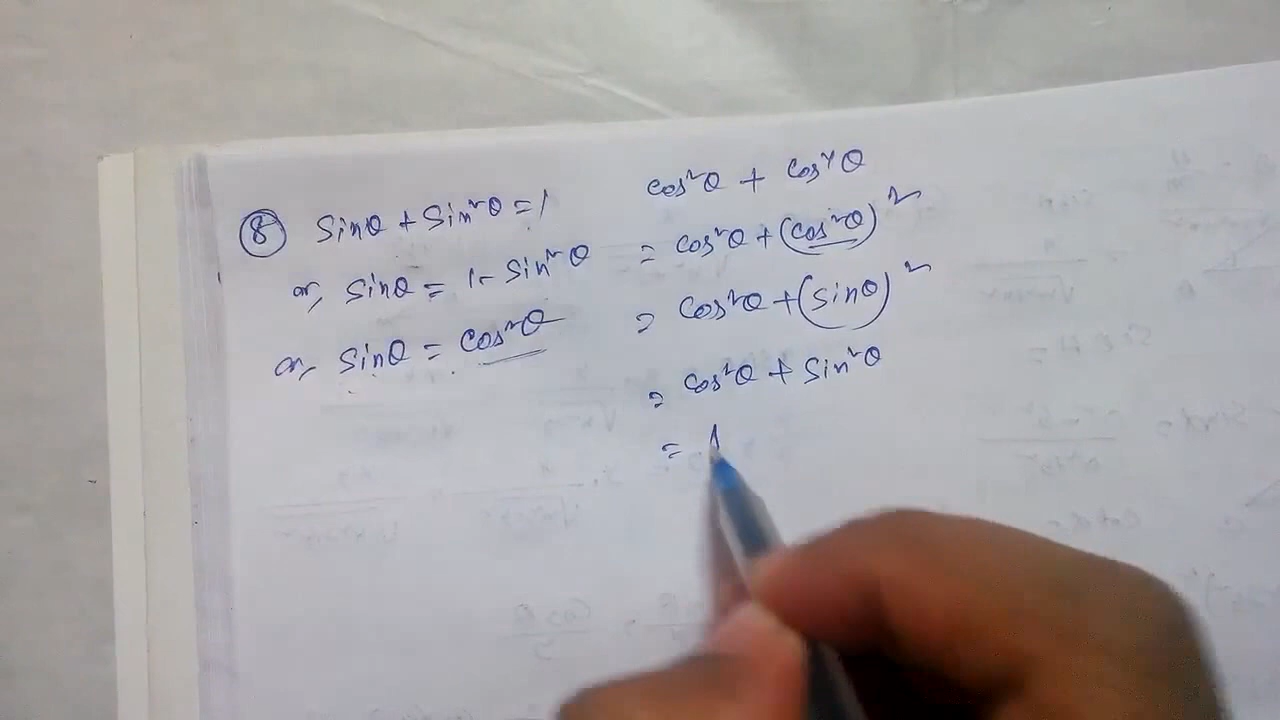 ⑧ Sinθ + Sin²θ = 1
or, Sinθ = 1 - Sin²θ
or, Sinθ = Cos²θ
Cos²θ + Cos⁴θ
= Cos²θ + (Cos²θ)²
= Cos²θ + (Sinθ)²
= Cos²θ + Sin²θ
= 1